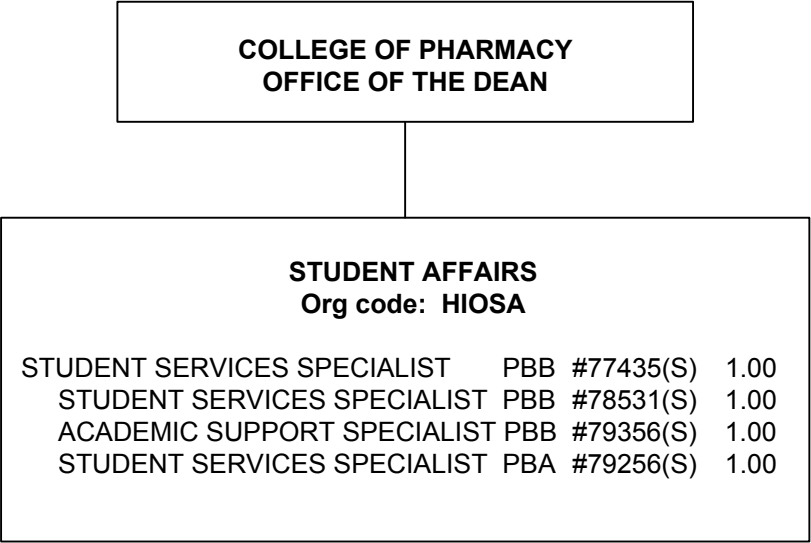 COLLEGE OF PHARMACY
OFFICE OF THE DEAN
STUDENT AFFAIRS
Org code: HIOSA
STUDENT SERVICES SPECIALIST PBB #77435(S) 1.00
STUDENT SERVICES SPECIALIST PBB #78531(S) 1.00
ACADEMIC SUPPORT SPECIALIST PBB #79356(S) 1.00
STUDENT SERVICES SPECIALIST PBA #79256(S) 1.00